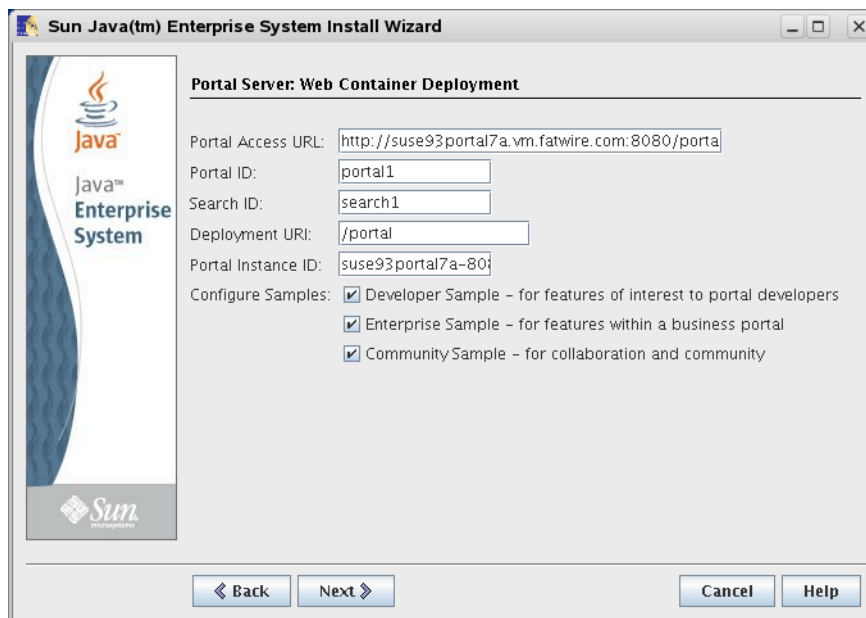 Sun Java(tm) Enterprise System Install Wizard
Java™
Java™
Enterprise
System
Sun
microsystems
Portal Server: Web Container Deployment
Portal Access URL: http://suse93portal7a.vm.fatwire.com:8080/porta
Portal ID: portal1
Search ID: search1
Deployment URI: /portal
Portal Instance ID: suse93portal7a-808
Configure Samples: Developer Sample – for features of interest to portal developers
Enterprise Sample – for features within a business portal
Community Sample – for collaboration and community
Back Next Cancel Help